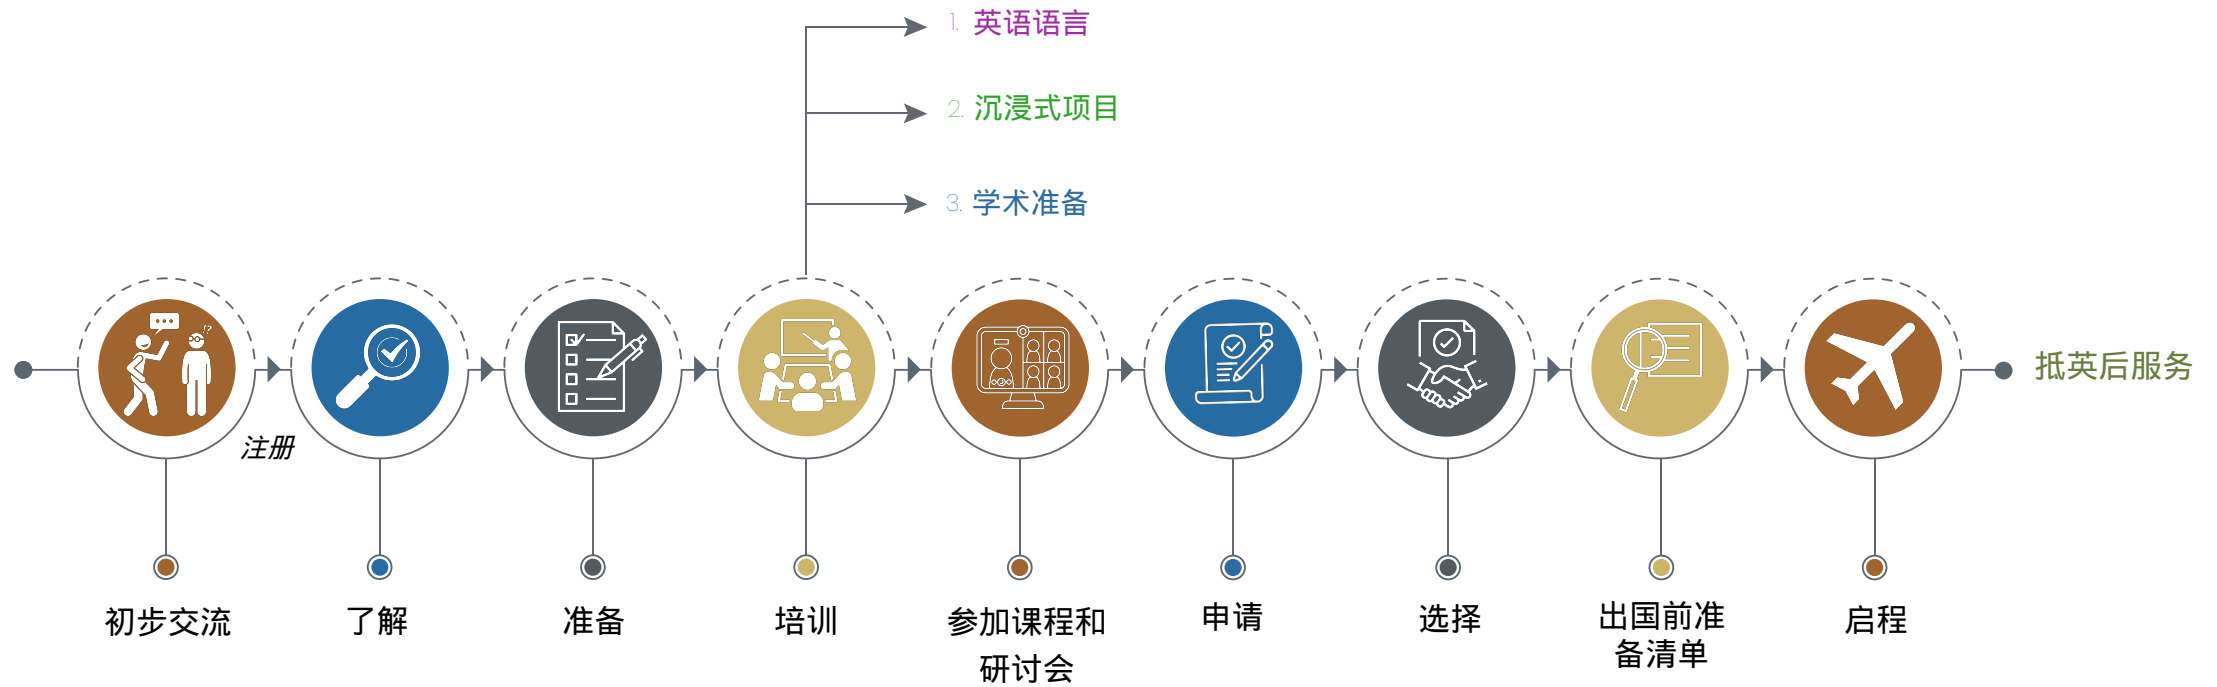 1. 英语语言
2. 沉浸式项目
3. 学术准备
!?
抵英后服务
注册
初步交流
了解
准备
培训
参加课程和
研讨会
申请
选择
出国前准
备清单
启程